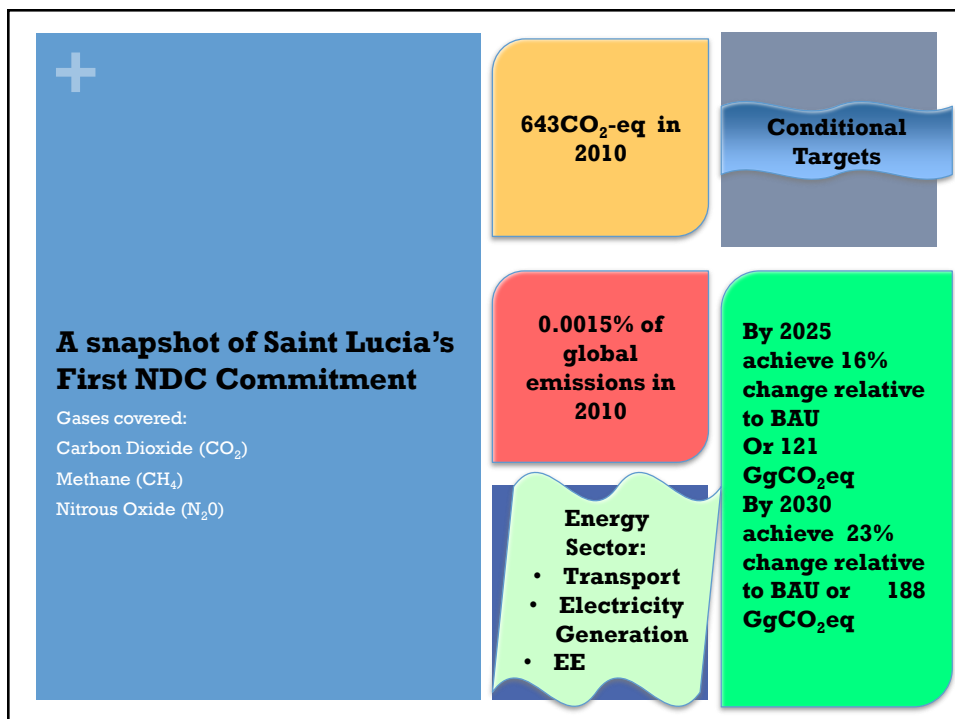 +
A snapshot of Saint Lucia’s
First NDC Commitment
Gases covered:
Carbon Dioxide (CO₂)
Methane (CH₄)
Nitrous Oxide (N₂0)
643CO₂-eq in
2010
Conditional
Targets
0.0015% of
global
emissions in
2010
By 2025
achieve 16%
change relative
to BAU
Or 121
GgCO₂eq
By 2030
achieve 23%
change relative
to BAU or 188
GgCO₂eq
Energy
Sector:
• Transport
• Electricity
Generation
• EE